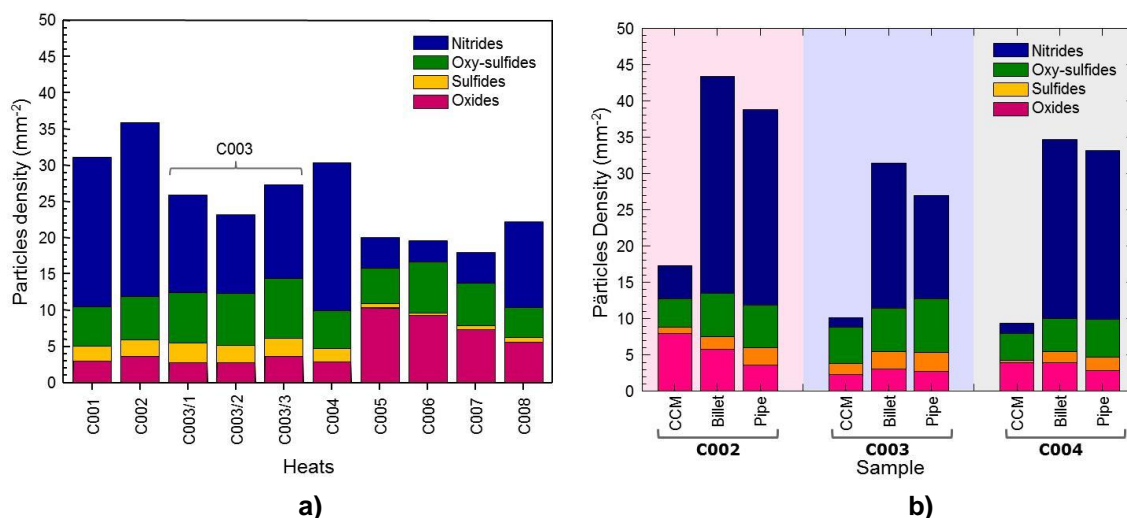 50
45
40
35
30
25
20
15
10
5
0
Particles density (mm-2)
Nitrides
Oxy-sulfides
Sulfides
Oxides
C003
C001
C002
C003/1
C003/2
C003/3
C004
C005
C006
C007
C008
Heats
a)
50
45
40
35
30
25
20
15
10
5
0
Pärticles Density (mm-2)
Nitrides
Oxy-sulfides
Sulfides
Oxides
CCM
Billet
Pipe
CCM
Billet
Pipe
CCM
Billet
Pipe
C002
C003
C004
Sample
b)